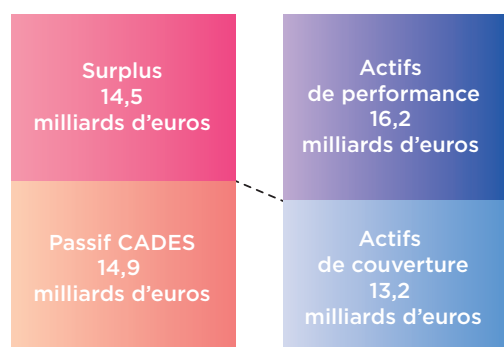 Surplus
14,5
milliards d’euros
Passif CADES
14,9
milliards d’euros
Actifs
de performance
16,2
milliards d’euros
Actifs
de couverture
13,2
milliards d’euros